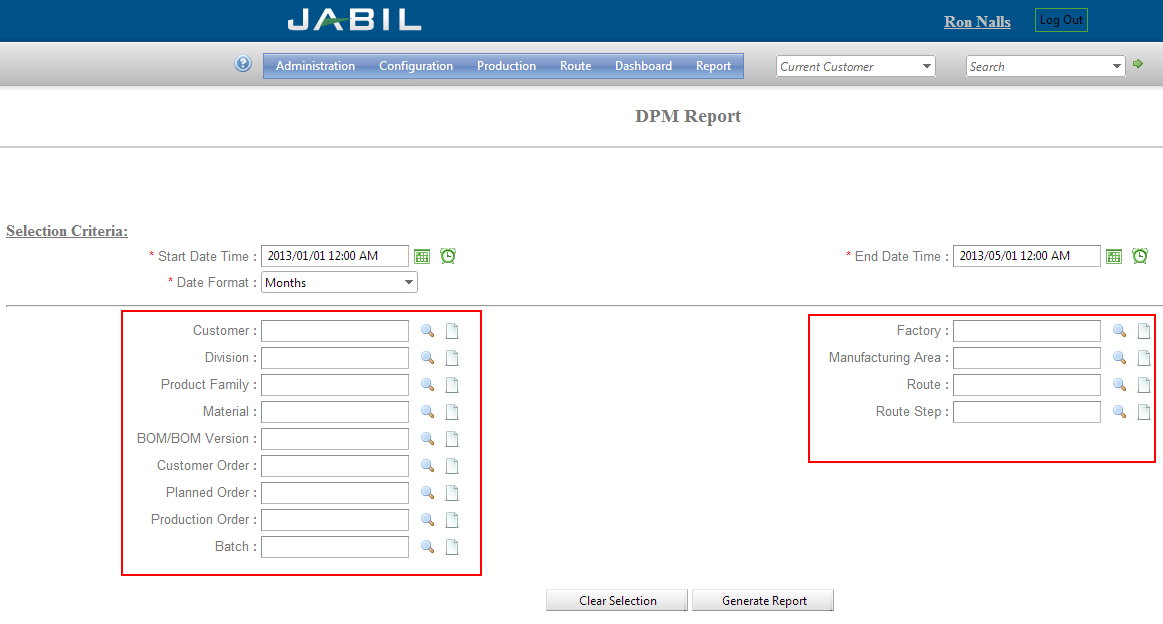 JABIL
Ron Nalls
Log Out
?
Administration Configuration Production Route Dashboard Report
Current Customer
Search
DPM Report
Selection Criteria:
* Start Date Time : 2013/01/01 12:00 AM
* End Date Time : 2013/05/01 12:00 AM
* Date Format : Months
Customer :
Division :
Product Family :
Material :
BOM/BOM Version :
Customer Order :
Planned Order :
Production Order :
Batch :
Factory :
Manufacturing Area :
Route :
Route Step :
Clear Selection
Generate Report